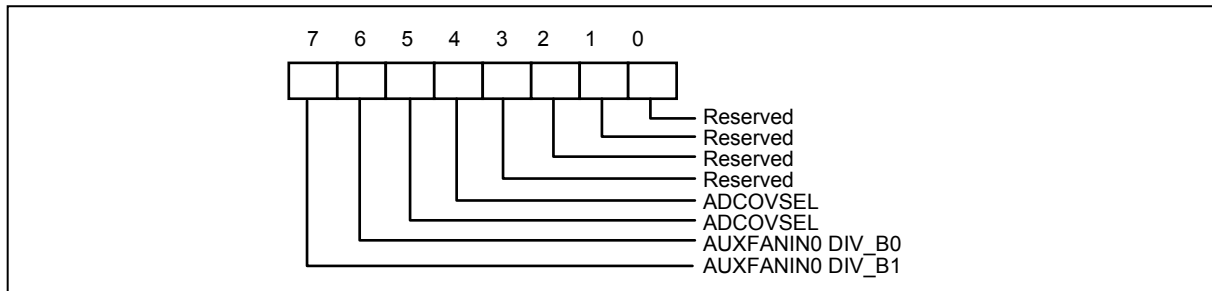 7 6 5 4 3 2 1 0
Reserved
Reserved
Reserved
Reserved
ADCOVSEL
ADCOVSEL
AUXFANIN0 DIV_B0
AUXFANIN0 DIV_B1